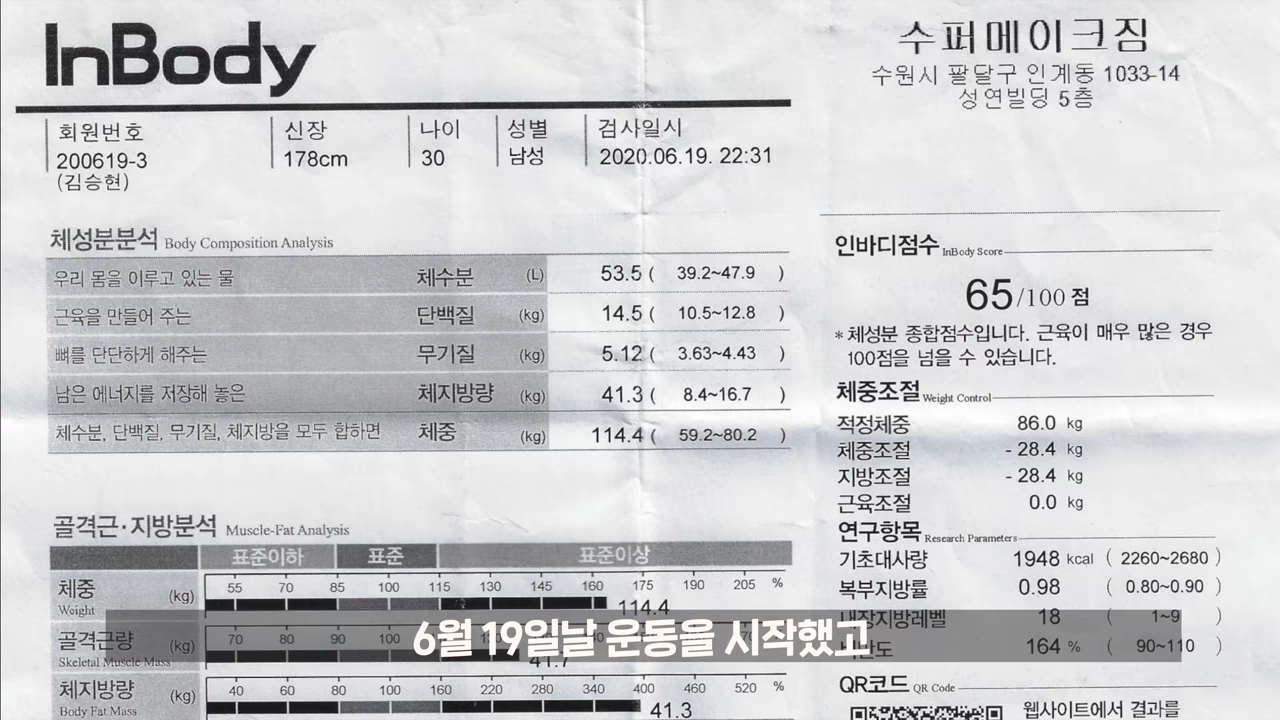 InBody
수퍼메이크짐
수원시 팔달구 인계동 1033-14
성연빌딩 5층
회원번호 신장 나이 성별 검사일시
200619-3 178cm 30 남성 2020.06.19. 22:31
(김승현)
체성분분석 Body Composition Analysis
우리 몸을 이루고 있는 물 체수분 (L) 53.5 ( 39.2~47.9 )
근육을 만들어 주는 단백질 (kg) 14.5 ( 10.5~12.8 )
뼈를 단단하게 해주는 무기질 (kg) 5.12 ( 3.63~4.43 )
남은 에너지를 저장해 놓은 체지방량 (kg) 41.3 ( 8.4~16.7 )
체수분, 단백질, 무기질, 체지방을 모두 합하면 체중 (kg) 114.4 ( 59.2~80.2 )
골격근·지방분석 Muscle-Fat Analysis
표준이하 표준 표준이상
체중 (kg) 55 70 85 100 115 130 145 160 175 190 205 %
Weight 114.4
골격근량 (kg) 70 80 90 100
Skeletal Muscle Mass 41.7
체지방량 (kg) 40 60 80 100 160 220 280 340 400 460 520 %
Body Fat Mass 41.3
인바디점수 InBody Score
65/100 점
* 체성분 종합점수입니다. 근육이 매우 많은 경우
100점을 넘을 수 있습니다.
체중조절 Weight Control
적정체중 86.0 kg
체중조절 - 28.4 kg
지방조절 - 28.4 kg
근육조절 0.0 kg
연구항목 Research Parameters
기초대사량 1948 kcal ( 2260~2680 )
복부지방률 0.98 ( 0.80~0.90 )
내장지방레벨 18 ( 1~9 )
비만도 164 % ( 90~110 )
QR코드 QR Code
웹사이트에서 결과를
6월 19일날 운동을 시작했고